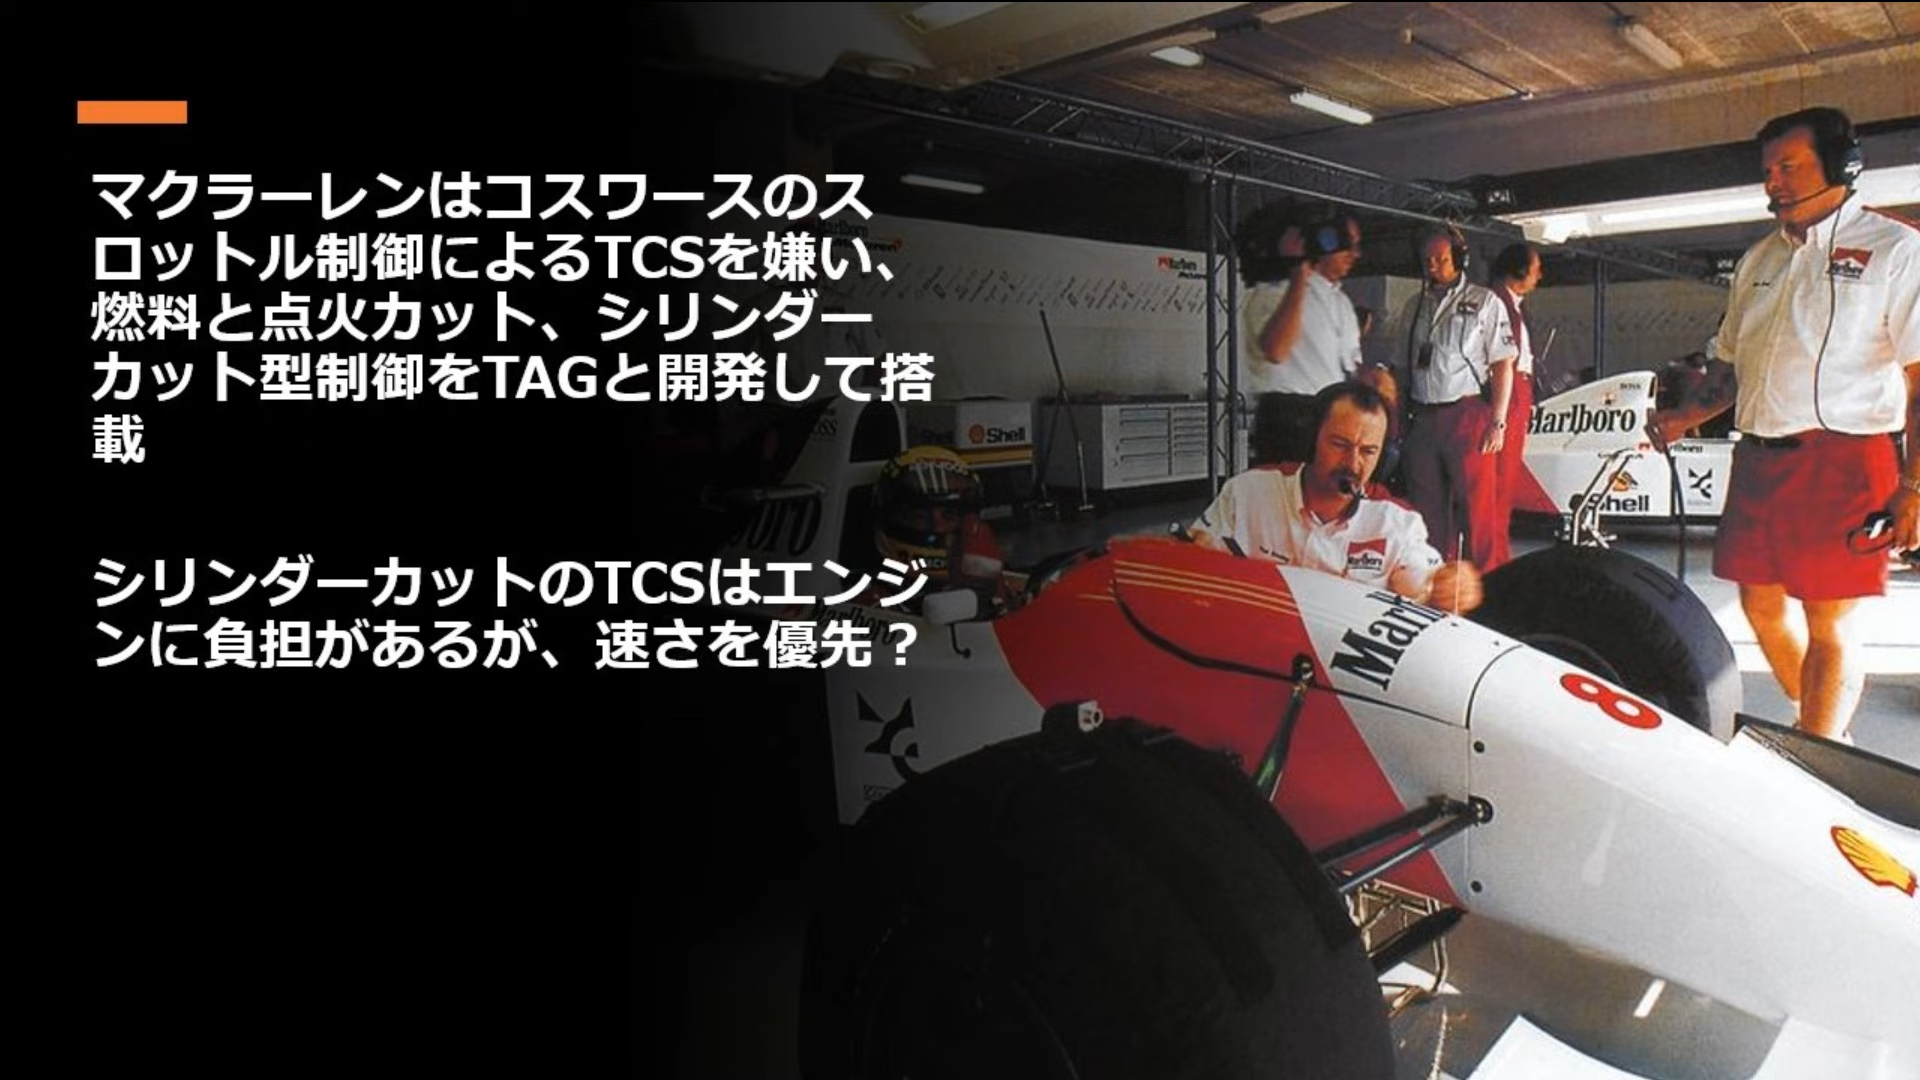 マクラーレンはコスワースのス
ロットル制御によるTCSを嫌い、
燃料と点火カット、シリンダー
カット型制御をTAGと開発して搭
載
シリンダーカットのTCSはエンジ
ンに負担があるが、速さを優先？
Marlboro
Shell
Shell
Marlboro
Shell
Marlboro
8